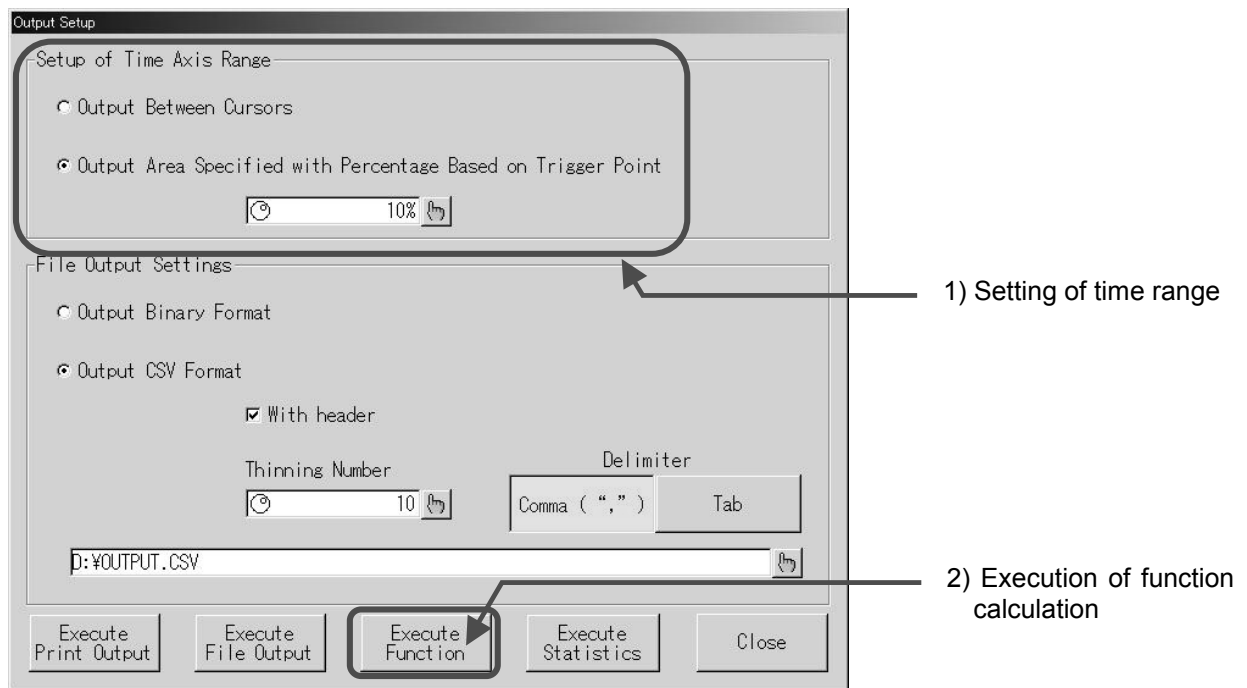 Output Setup
Setup of Time Axis Range
Output Between Cursors
Output Area Specified with Percentage Based on Trigger Point
10%
File Output Settings
1) Setting of time range
Output Binary Format
Output CSV Format
With header
Thinning Number
Delimiter
10
Comma ( “,” )
Tab
D:¥OUTPUT.CSV
2) Execution of function
calculation
Execute
Print Output
Execute
File Output
Execute
Function
Execute
Statistics
Close